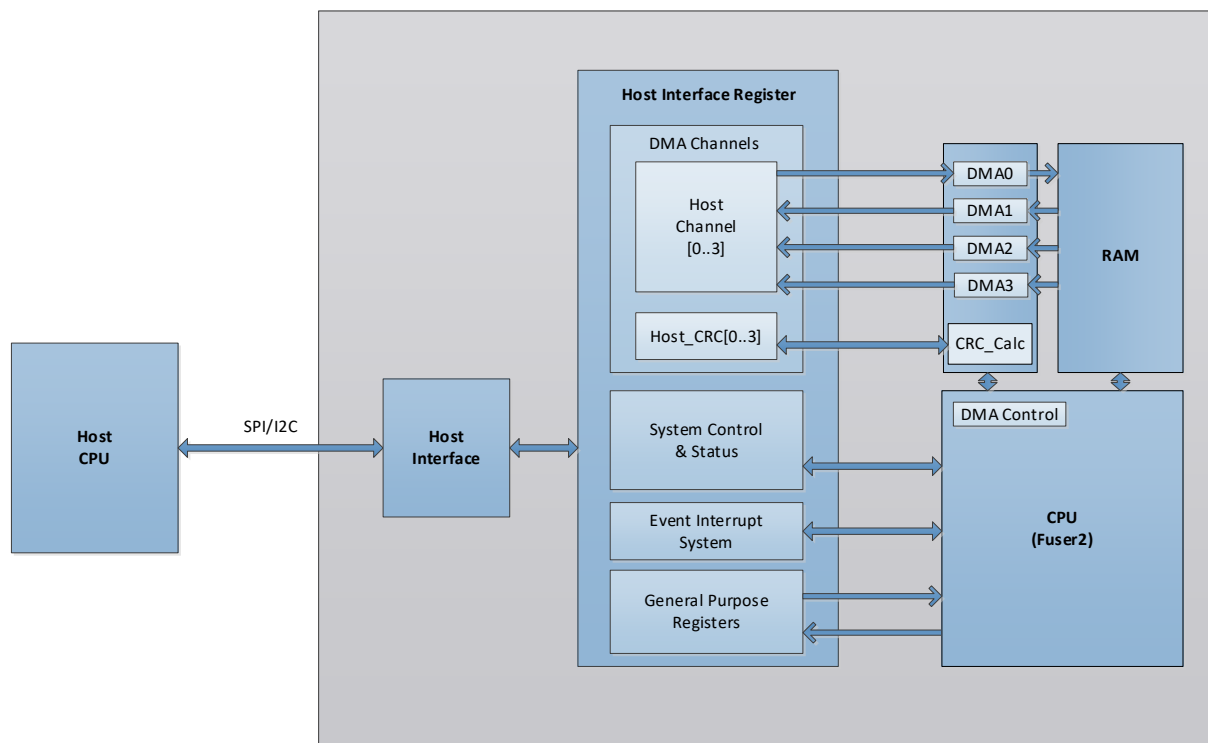 Host Interface Register
DMA Channels
Host
Channel
[0..3]
Host_CRC[0..3]
DMA0
DMA1
DMA2
DMA3
CRC_Calc
RAM
Host
CPU
SPI/I2C
Host
Interface
System Control
& Status
Event Interrupt
System
General Purpose
Registers
DMA Control
CPU
(Fuser2)